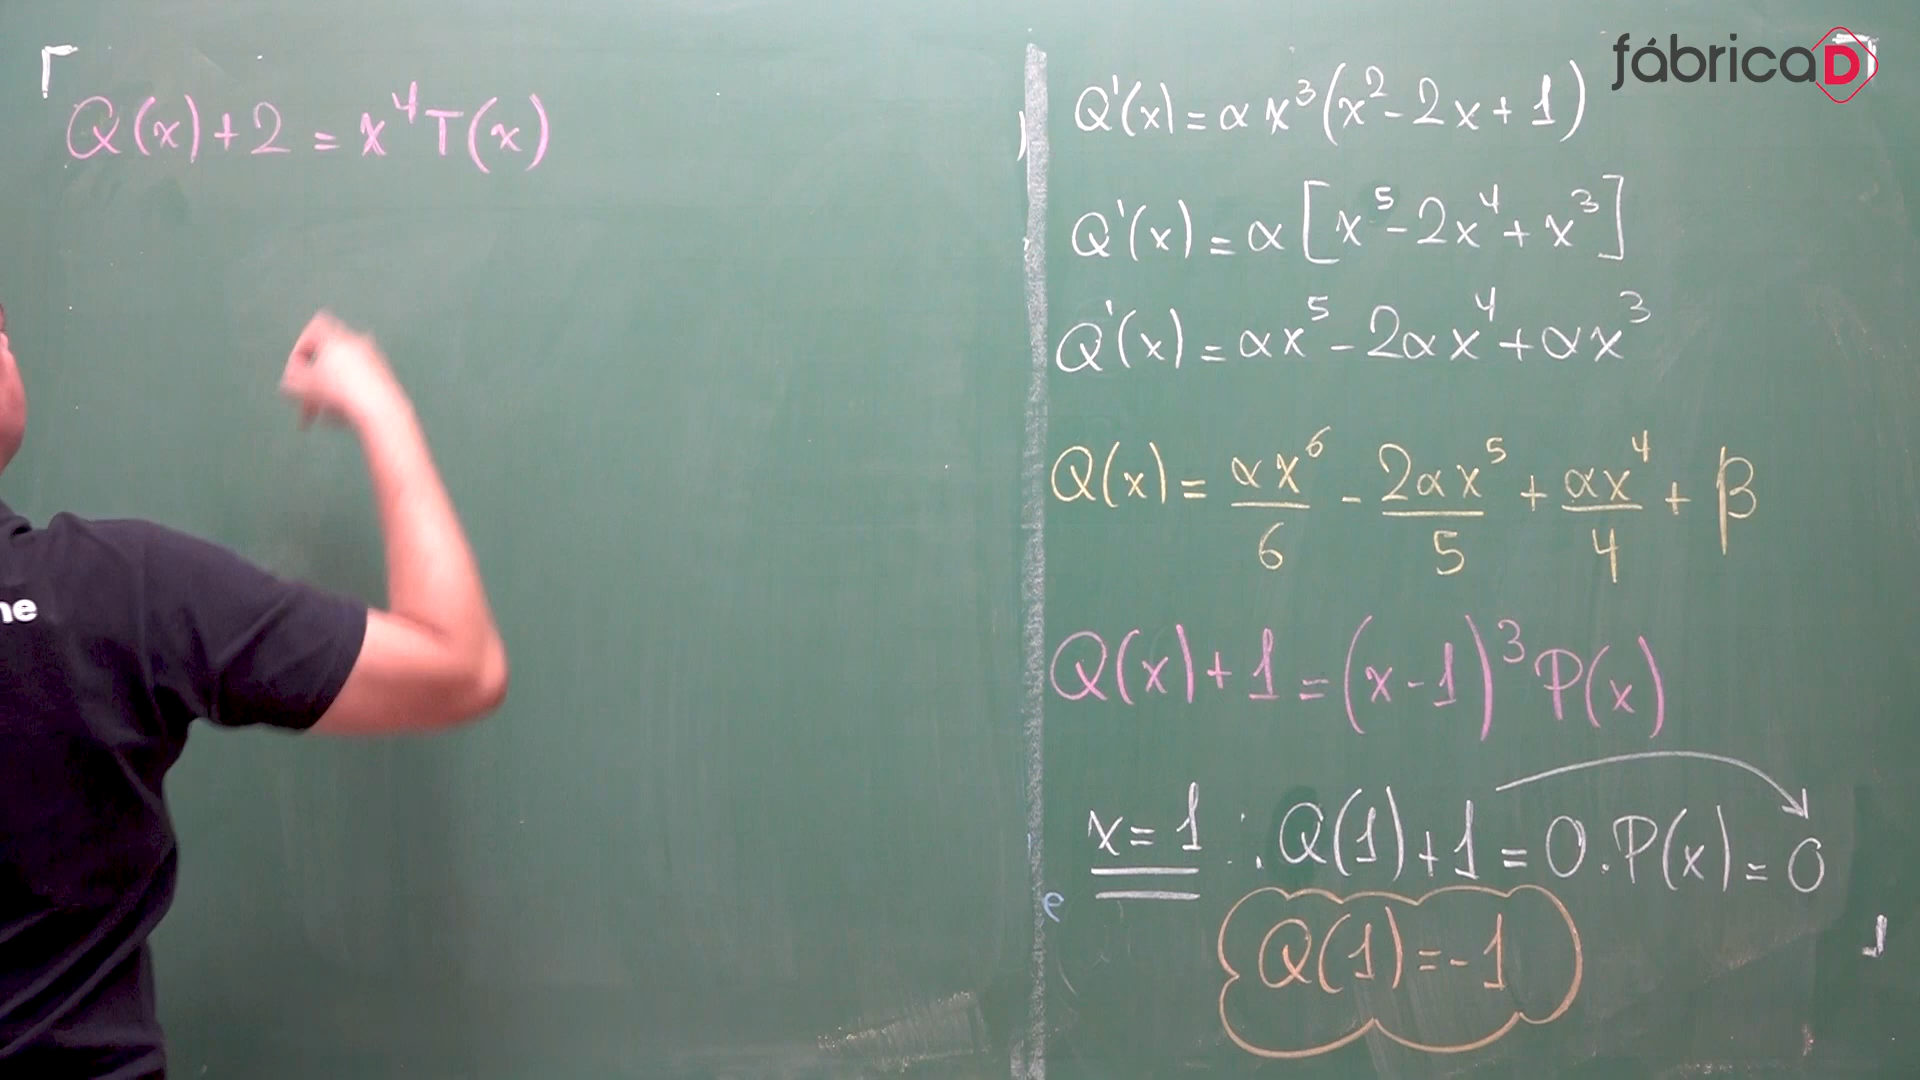 Q(x)+2=x⁴T(x)
Q'(x)=αx³(x²-2x+1)
Q'(x)=α[x⁵-2x⁴+x³]
Q'(x)=αx⁵-2αx⁴+αx³
Q(x)=αx⁶/6-2αx⁵/5+αx⁴/4+β
Q(x)+1=(x-1)³P(x)
x=1 ∴ Q(1)+1=0.P(x)=0
Q(1)=-1
e
ne
fábricaD